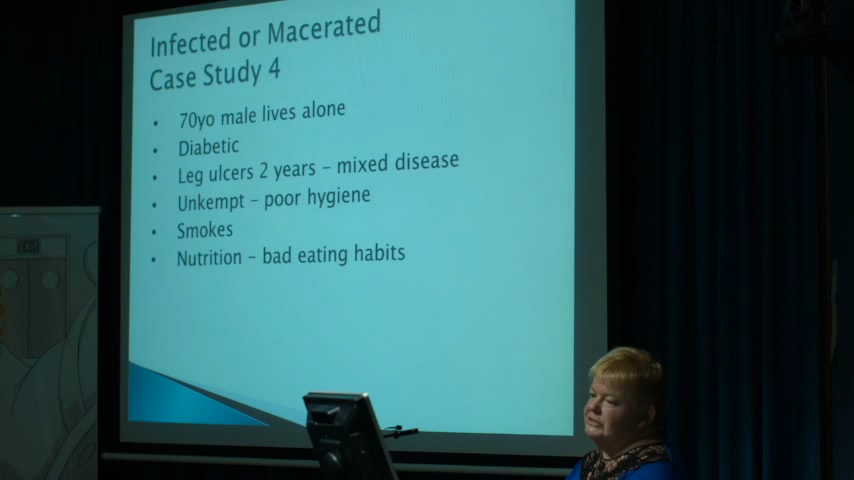 Infected or Macerated
Case Study 4
• 70yo male lives alone
• Diabetic
• Leg ulcers 2 years – mixed disease
• Unkempt – poor hygiene
• Smokes
• Nutrition – bad eating habits